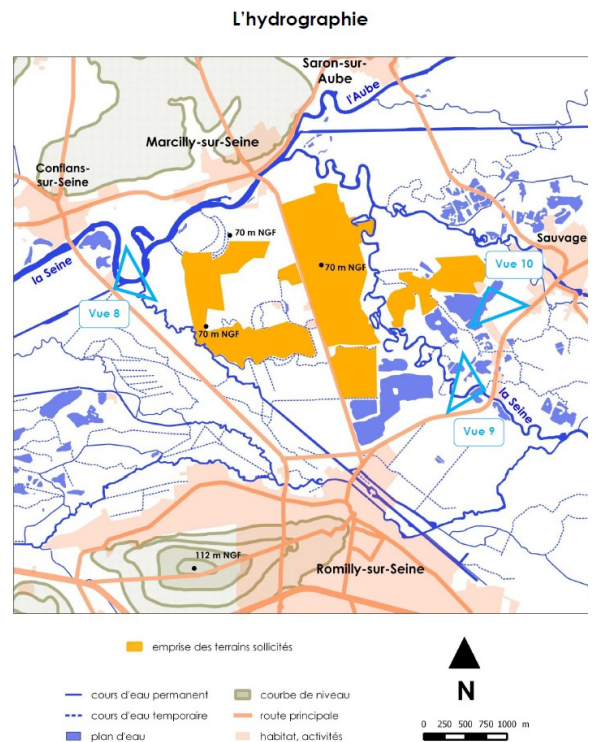 L'hydrographie
Saron-sur-
Aube
l'Aube
Marcilly-sur-Seine
Conflans-
sur-Seine
70 m NGF
Sauvage
la Seine
70 m NGF
Vue 10
Vue 8
70 m NGF
la Seine
Vue 9
112 m NGF
Romilly-sur-Seine
emprise des terrains sollicités
cours d'eau permanent
courbe de niveau
cours d'eau temporaire
route principale
plan d'eau
habitat, activités
N
0 250 500 750 1000 m